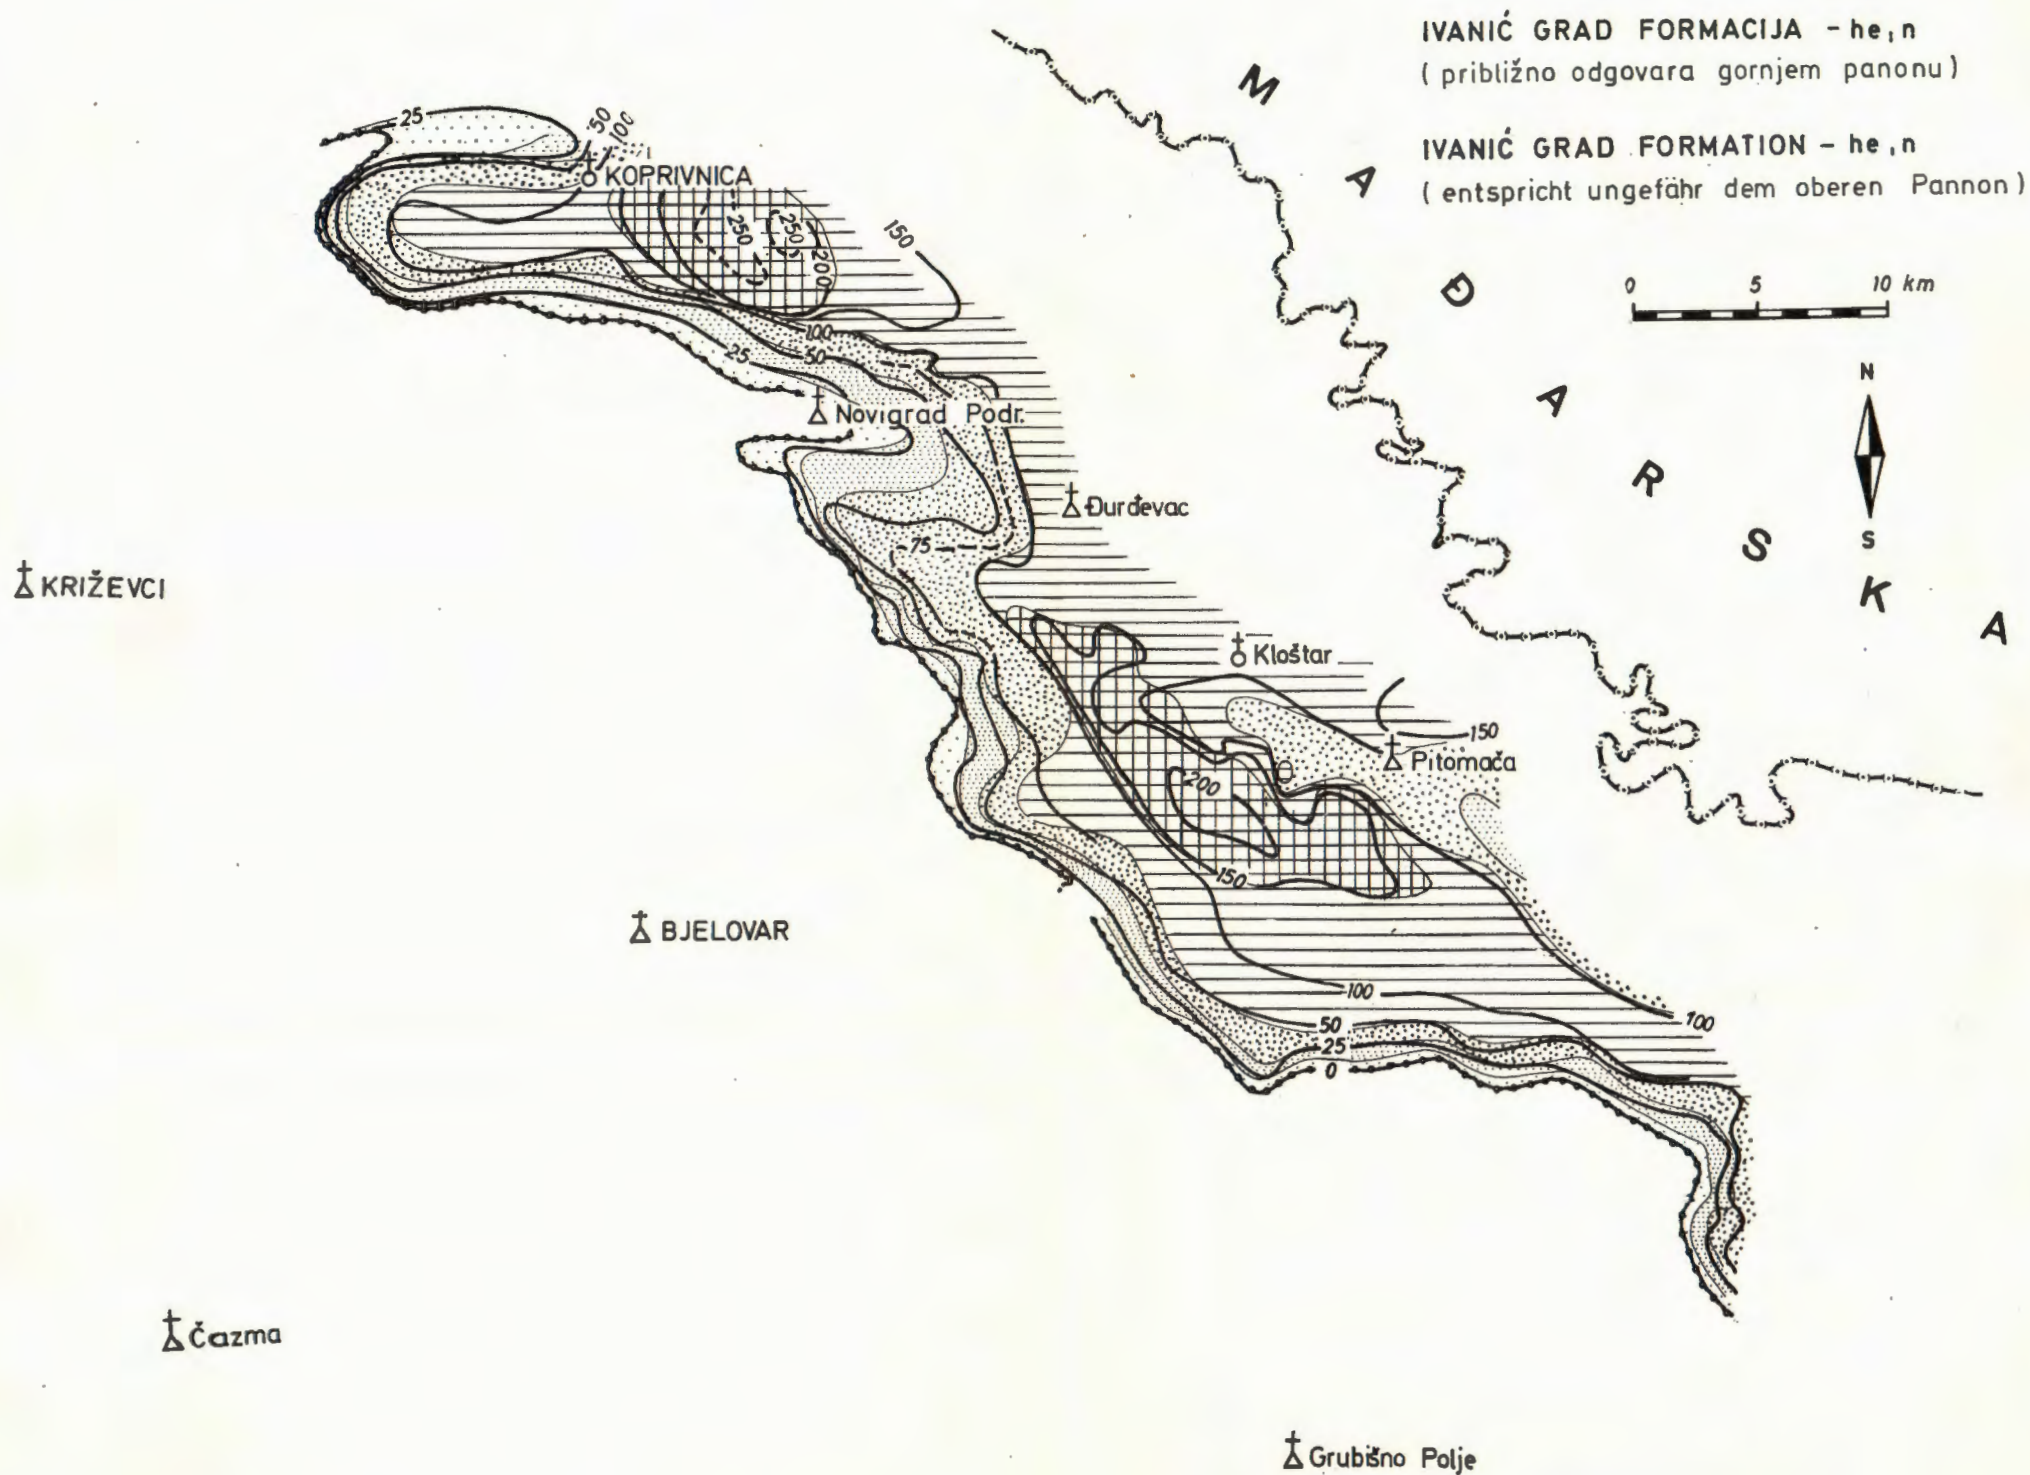 IVANIĆ GRAD FORMACIJA – he,n
( približno odgovara gornjem panonu )
IVANIĆ GRAD FORMATION – he,n
( entspricht ungefähr dem oberen Pannon )
0 5 10 km
N
S
M A Đ A R S K A
25
50
100
KOPRIVNICA
250
250
200
150
100
50
25
Novigrad Podr.
Đurđevac
75
KRIŽEVCI
Kloštar
150
Pitomača
200
150
BJELOVAR
100
100
50
25
0
Čazma
Grubišno Polje